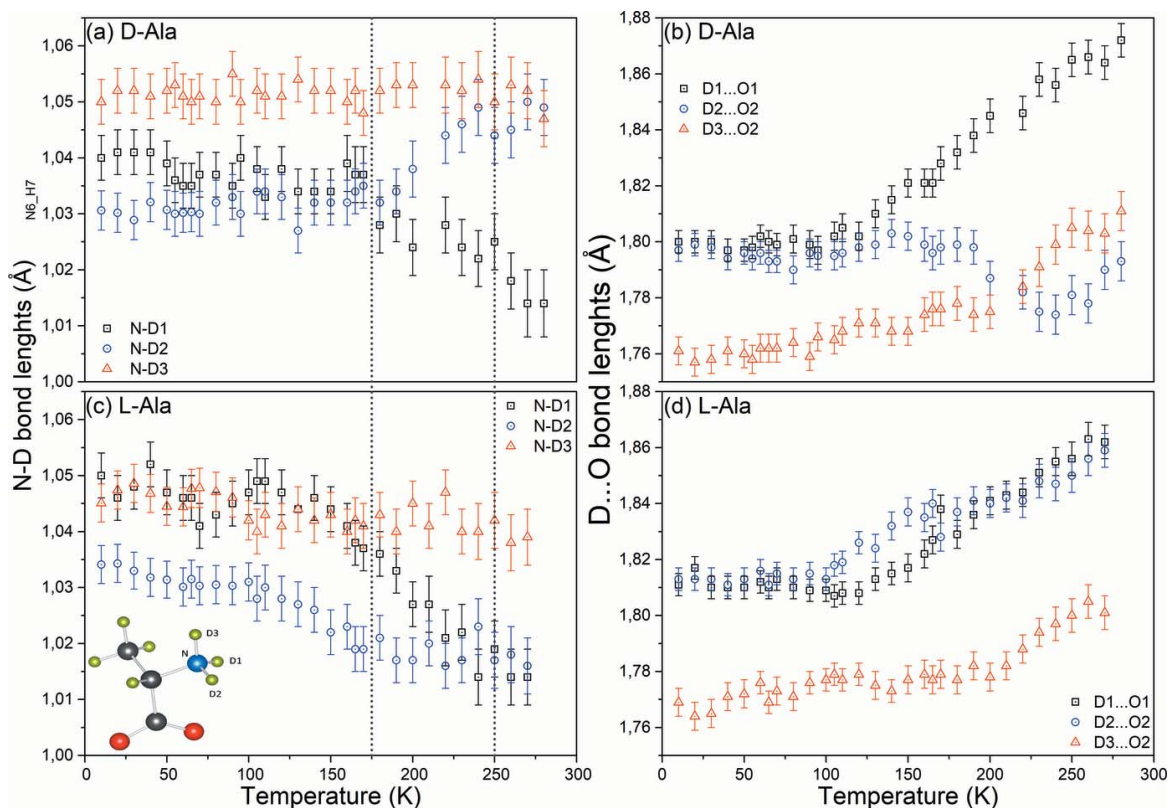 (a) D-Ala
1,06
1,05
1,04
1,03
1,02
1,01
1,00
N6_H7
N-D1
N-D2
N-D3
(b) D-Ala
1,88
1,86
1,84
1,82
1,80
1,78
1,76
D1...O1
D2...O2
D3...O2
(c) L-Ala
1,06
1,05
1,04
1,03
1,02
1,01
1,00
N-D1
N-D2
N-D3
D3
N
D1
D2
(d) L-Ala
1,86
1,84
1,82
1,80
1,78
1,76
D1...O1
D2...O2
D3...O2
N-D bond lenghts (Å)
D...O bond lenghts (Å)
0 50 100 150 200 250 300
0 50 100 150 200 250 300
Temperature (K)
Temperature (K)